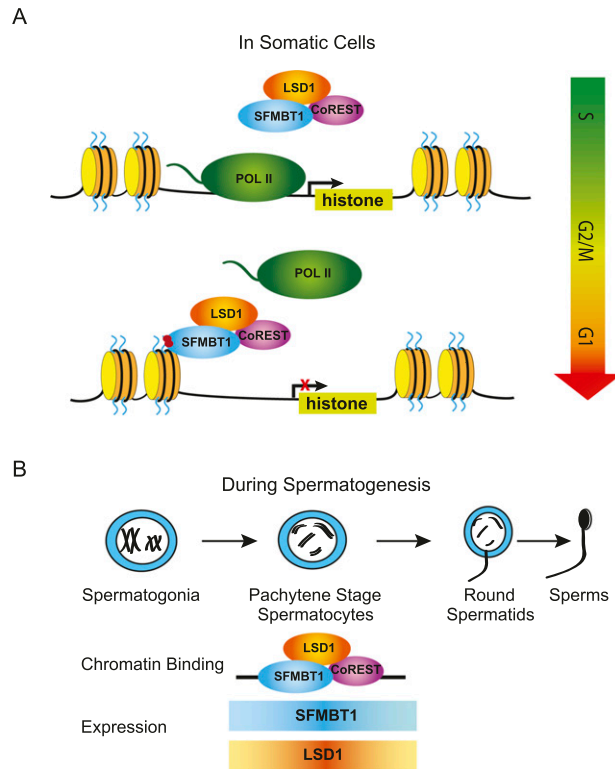 A
In Somatic Cells
LSD1
SFMBT1
CoREST
POL II
histone
S
G2/M
G1
POL II
LSD1
SFMBT1
CoREST
X
histone
B
During Spermatogenesis
Spermatogonia
Pachytene Stage
Spermatocytes
Round
Spermatids
Sperms
Chromatin Binding
LSD1
SFMBT1
CoREST
Expression
SFMBT1
LSD1